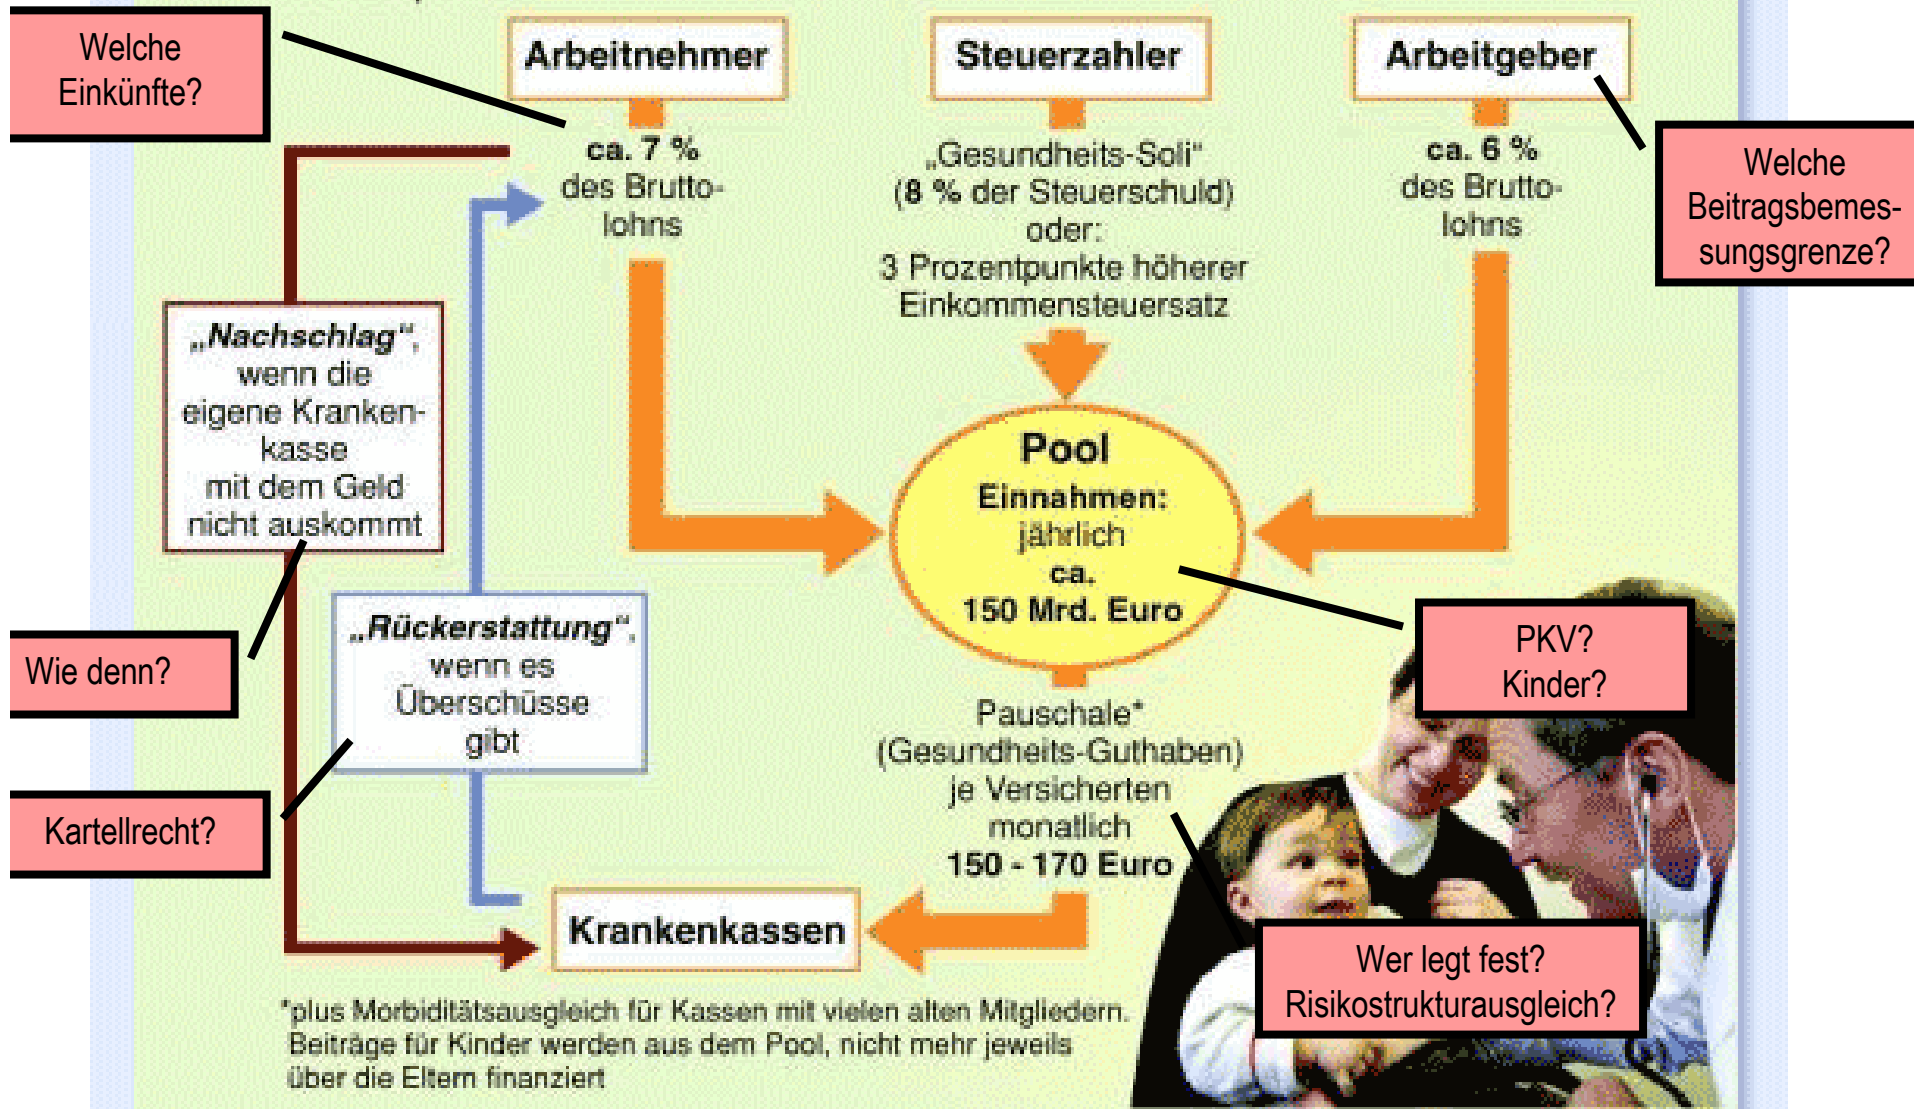 Welche
Einkünfte?
Arbeitnehmer
Steuerzahler
Arbeitgeber
ca. 7 %
des Brutto-
lohns
„Gesundheits-Soli“
(8 % der Steuerschuld)
oder:
3 Prozentpunkte höherer
Einkommensteuersatz
ca. 6 %
des Brutto-
lohns
Welche
Beitragsbemes-
sungsgrenze?
„Nachschlag“,
wenn die
eigene Kranken-
kasse
mit dem Geld
nicht auskommt
Pool
Einnahmen:
jährlich
ca.
150 Mrd. Euro
„Rückerstattung“,
wenn es
Überschüsse
gibt
Wie denn?
PKV?
Kinder?
Kartellrecht?
Pauschale*
(Gesundheits-Guthaben)
je Versicherten
monatlich
150 - 170 Euro
Krankenkassen
Wer legt fest?
Risikostrukturausgleich?
*plus Morbiditätsausgleich für Kassen mit vielen alten Mitgliedern.
Beiträge für Kinder werden aus dem Pool, nicht mehr jeweils
über die Eltern finanziert